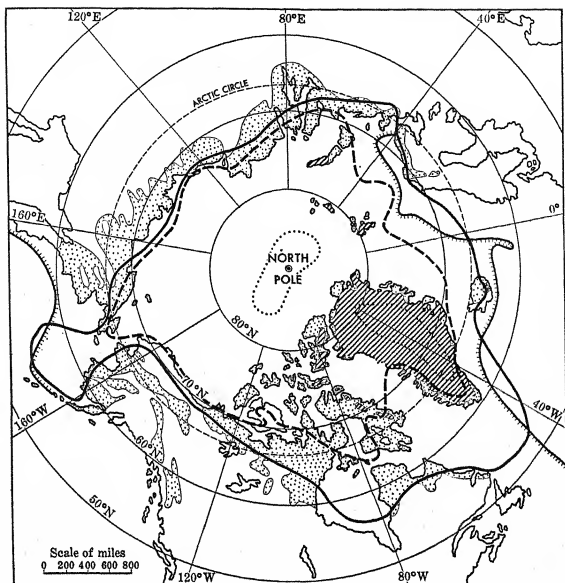 120°E
80°E
40°E
ARCTIC CIRCLE
160°E
0°
NORTH
POLE
80°N
70°N
160°W
40°W
60°
50°N
Scale of miles
0 200 400 600 800
120°W
80°W